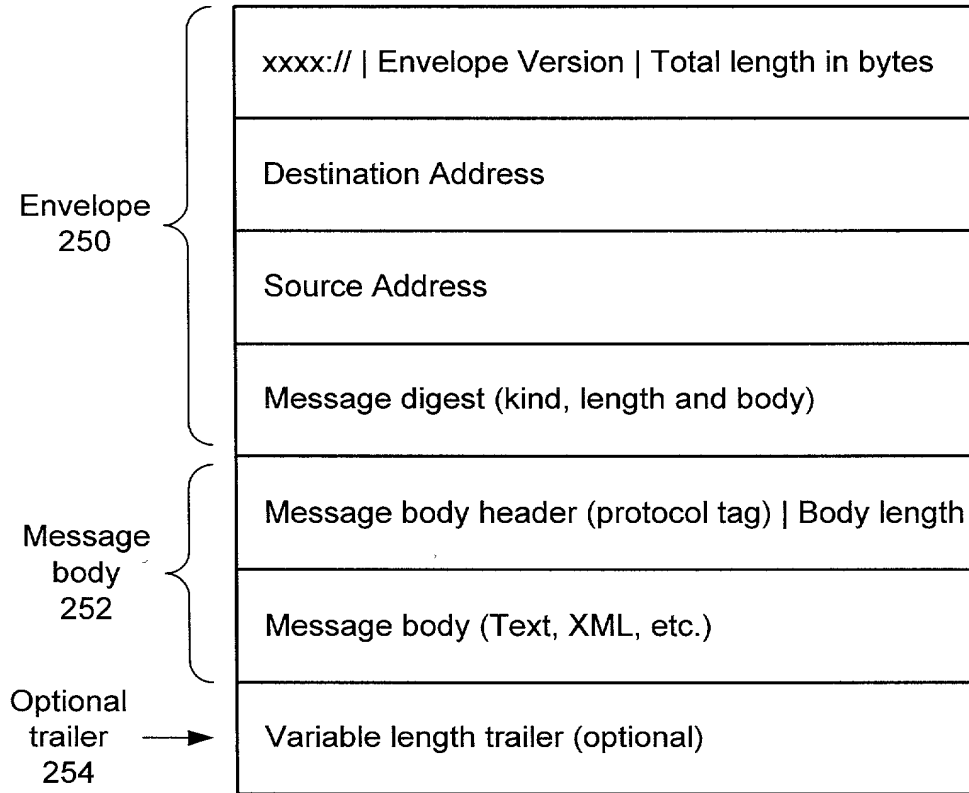 xxxx:// | Envelope Version | Total length in bytes
Destination Address
Envelope
250
Source Address
Message digest (kind, length and body)
Message body header (protocol tag) | Body length
Message
body
252
Message body (Text, XML, etc.)
Optional
trailer
254
Variable length trailer (optional)